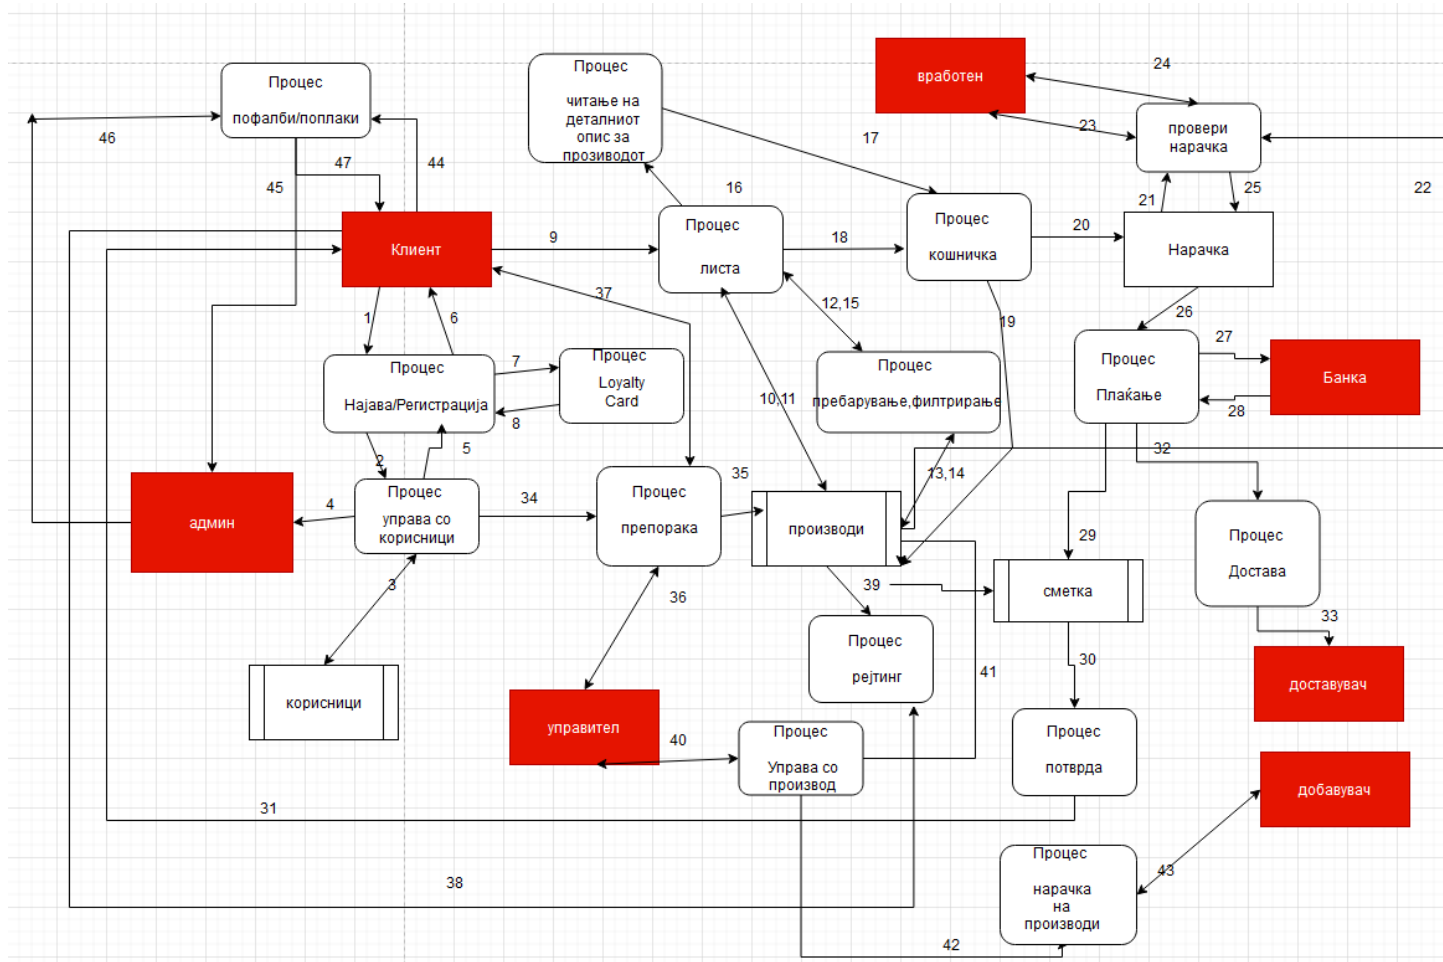 Процес
пофалби/поплаки
46
47
44
45
Процес
читање на
деталниот
опис за
прозиводот
17
16
вработен
24
23
провери
нарачка
22
21
25
Клиент
9
Процес
листа
18
Процес
кошничка
20
Нарачка
37
12,15
19
26
1
6
Процес
Најава/Регистрација
7
8
Процес
Loyalty
Card
10,11
Процес
пребарување,филтрирање
Процес
Плаќање
27
28
Банка
2
5
32
13,14
админ
4
Процес
управа со
корисници
34
Процес
препорака
35
производи
29
Процес
Достава
3
36
39
сметка
33
корисници
Процес
рејтинг
41
30
доставувач
управител
40
Процес
Управа со
производ
Процес
потврда
добавувач
31
38
Процес
нарачка
на
производи
43
42